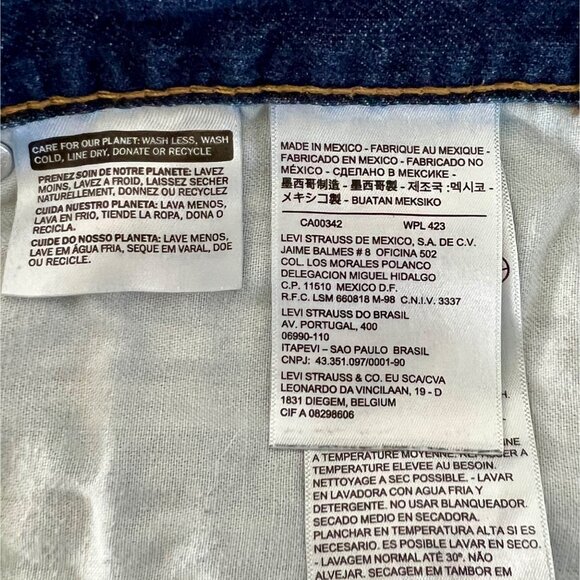 CARE FOR OUR PLANET: WASH LESS, WASH
COLD, LINE DRY, DONATE OR RECYCLE
PRENEZ SOIN DE NOTRE PLANETE: LAVEZ
MOINS, LAVEZ A FROID, LAISSEZ SECHER
NATURELLEMENT, DONNEZ OU RECYCLEZ
CUIDA NUESTRO PLANETA: LAVA MENOS,
LAVA EN FRIO, TIENDE LA ROPA, DONA O
RECICLA.
CUIDE DO NOSSO PLANETA: LAVE MENOS,
LAVE EM ÁGUA FRIA, SEQUE EM VARAL, DOE
OU RECICLE.
MADE IN MEXICO - FABRIQUE AU MEXIQUE -
FABRICADO EN MEXICO - FABRICADO NO
MÉXICO - СДЕЛАНО В МЕКСИКЕ -
墨西哥制造 - 墨西哥製 - 제조국 :멕시코 -
メキシコ製 - BUATAN MEKSIKO
CA00342 WPL 423
LEVI STRAUSS DE MEXICO, S.A. DE C.V.
JAIME BALMES # 8 OFICINA 502
COL. LOS MORALES POLANCO
DELEGACION MIGUEL HIDALGO
C.P. 11510 MEXICO D.F.
R.F.C. LSM 660818 M-98 C.N.I.V. 3337
LEVI STRAUSS DO BRASIL
AV. PORTUGAL, 400
06990-110
ITAPEVI – SAO PAULO BRASIL
CNPJ: 43.351.097/0001-90
LEVI STRAUSS & CO. EU SCA/CVA
LEONARDO DA VINCILAAN, 19 - D
1831 DIEGEM, BELGIUM
CIF A 08298606
A TEMPERATURE MOYENNE. REPASSER A
TEMPERATURE ELEVEE AU BESOIN.
NETTOYAGE A SEC POSSIBLE. - LAVAR
EN LAVADORA CON AGUA FRIA Y
DETERGENTE. NO USAR BLANQUEADOR.
SECADO MEDIO EN SECADORA.
PLANCHAR EN TEMPERATURA ALTA SI ES
NECESARIO. ES POSIBLE LAVAR EN SECO.
- LAVAGEM NORMAL ATÉ 30º. NÃO
ALVEJAR. SECAGEM EM TAMBOR EM